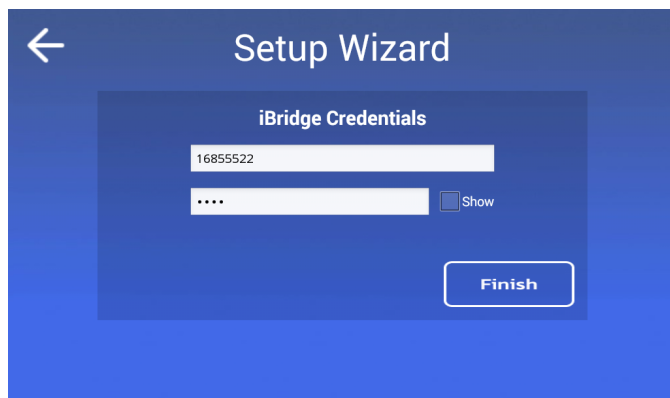 Setup Wizard
iBridge Credentials
16855522
••••
Show
Finish